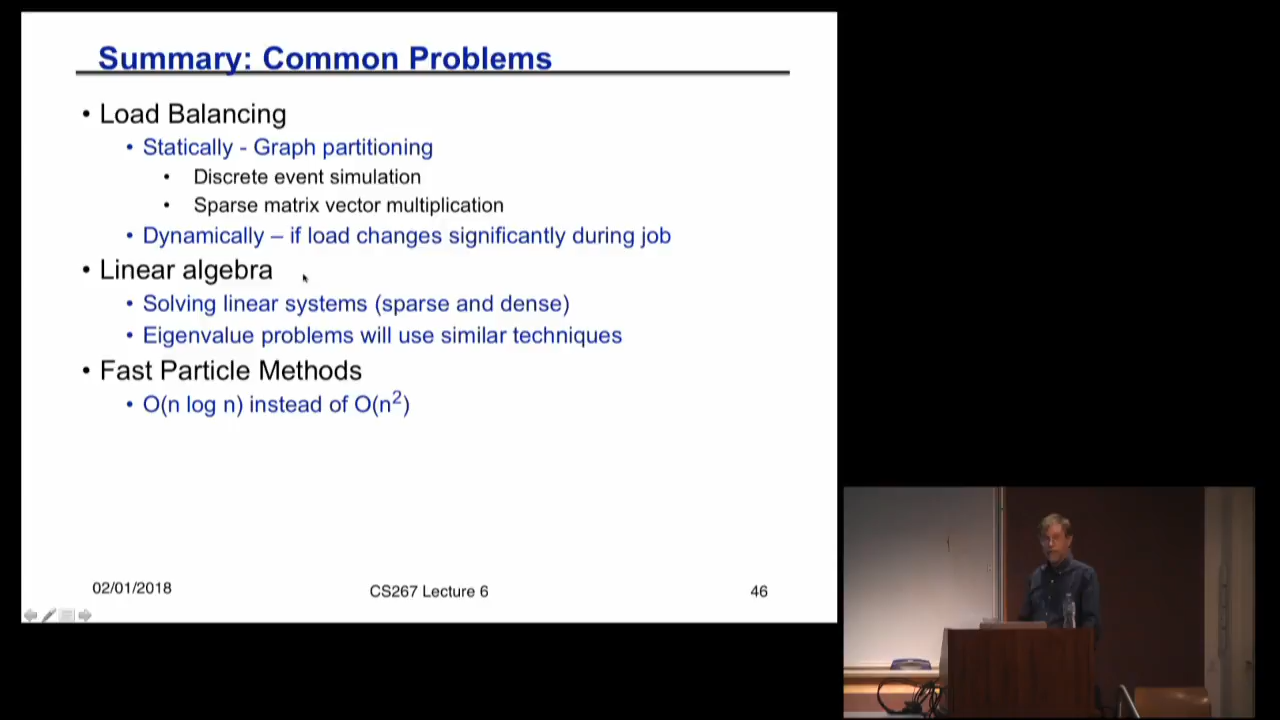 Summary: Common Problems
• Load Balancing
• Statically - Graph partitioning
• Discrete event simulation
• Sparse matrix vector multiplication
• Dynamically – if load changes significantly during job
• Linear algebra
• Solving linear systems (sparse and dense)
• Eigenvalue problems will use similar techniques
• Fast Particle Methods
• O(n log n) instead of O(n²)
02/01/2018
CS267 Lecture 6
46